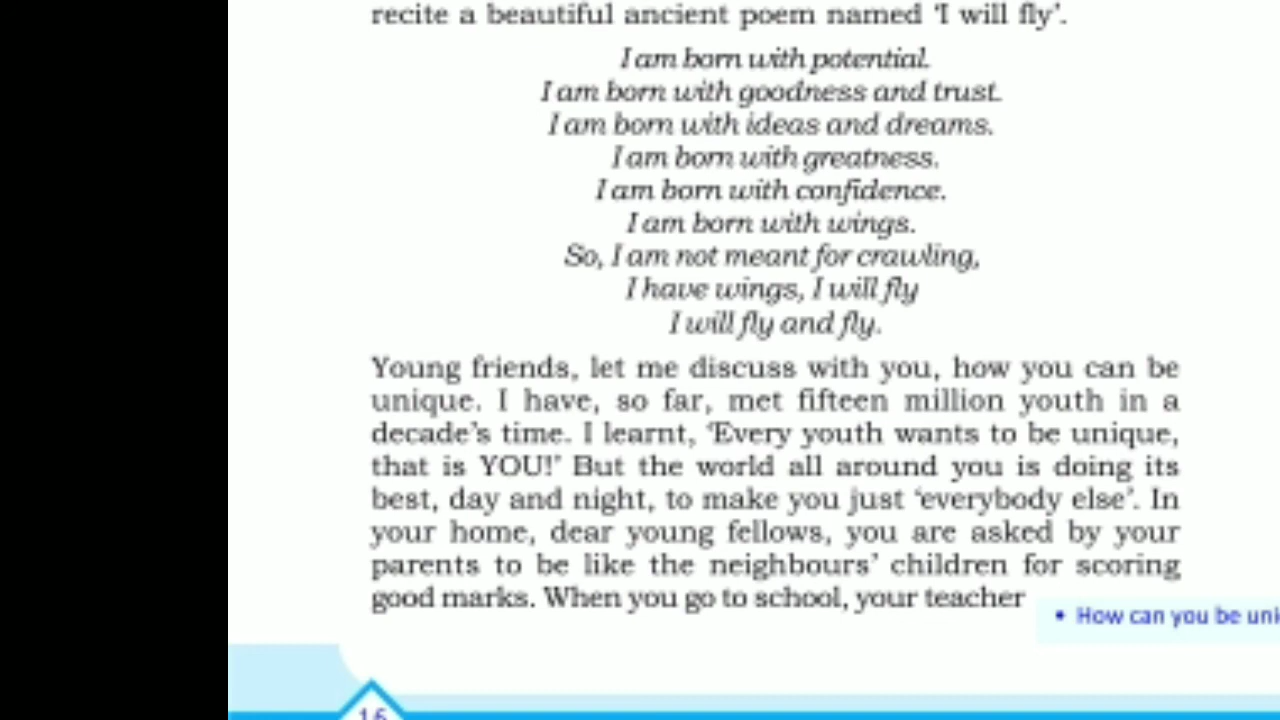 recite a beautiful ancient poem named 'I will fly'.
I am born with potential.
I am born with goodness and trust.
I am born with ideas and dreams.
I am born with greatness.
I am born with confidence.
I am born with wings.
So, I am not meant for crawling,
I have wings, I will fly
I will fly and fly.
Young friends, let me discuss with you, how you can be
unique. I have, so far, met fifteen million youth in a
decade's time. I learnt, 'Every youth wants to be unique,
that is YOU!' But the world all around you is doing its
best, day and night, to make you just 'everybody else'. In
your home, dear young fellows, you are asked by your
parents to be like the neighbours' children for scoring
good marks. When you go to school, your teacher
• How can you be
16